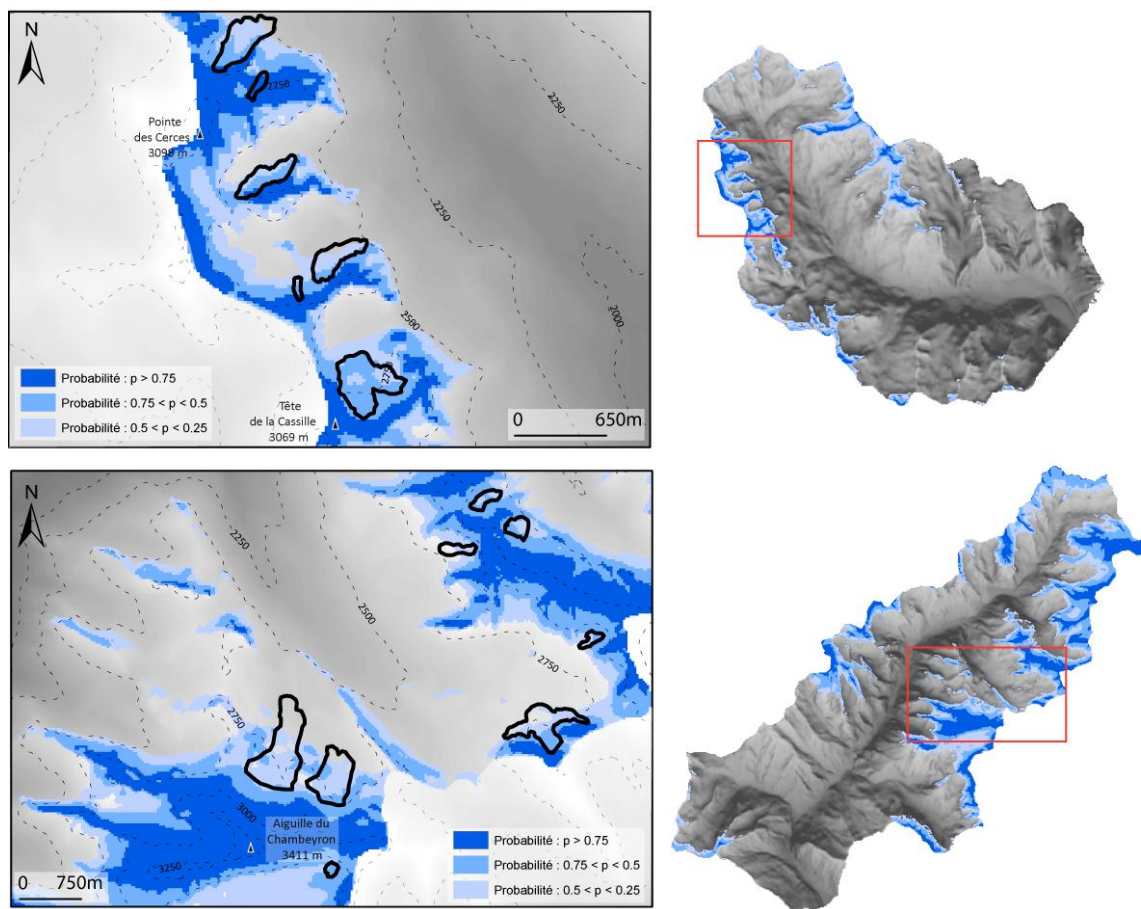 N
2750
2250
Pointe
des Cerces
3098 m
2250
2500
2000
2750
Probabilité : p > 0.75
Probabilité : 0.75 < p < 0.5
Probabilité : 0.5 < p < 0.25
Tête
de la Cassille
3069 m
0 650m
N
2250
2500
2750
2750
3000
Aiguille du
Chambeyron
3411 m
3250
0 750m
Probabilité : p > 0.75
Probabilité : 0.75 < p < 0.5
Probabilité : 0.5 < p < 0.25